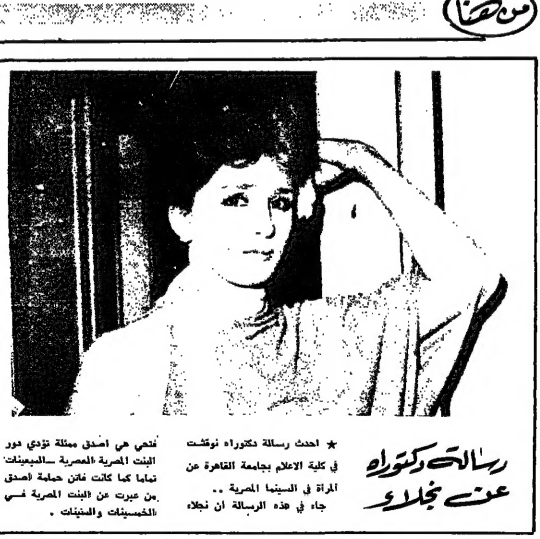 من هنا
رسالة دكتوراه
عن نجلاء
★ احدث رسالة دكتوراه نوقشت
في كلية الاعلام بجامعة القاهرة عن
المرأة في السينما المصرية ..
جاء في هذه الرسالة ان نجلاء
فتحي هي اصدق ممثلة تؤدي دور
البنت المصرية العصرية ـ السبعينات
تماما كما كانت فاتن حمامة اصدق
من عبرت عن البنت المصرية فـــي
الخمسينات والستينات .